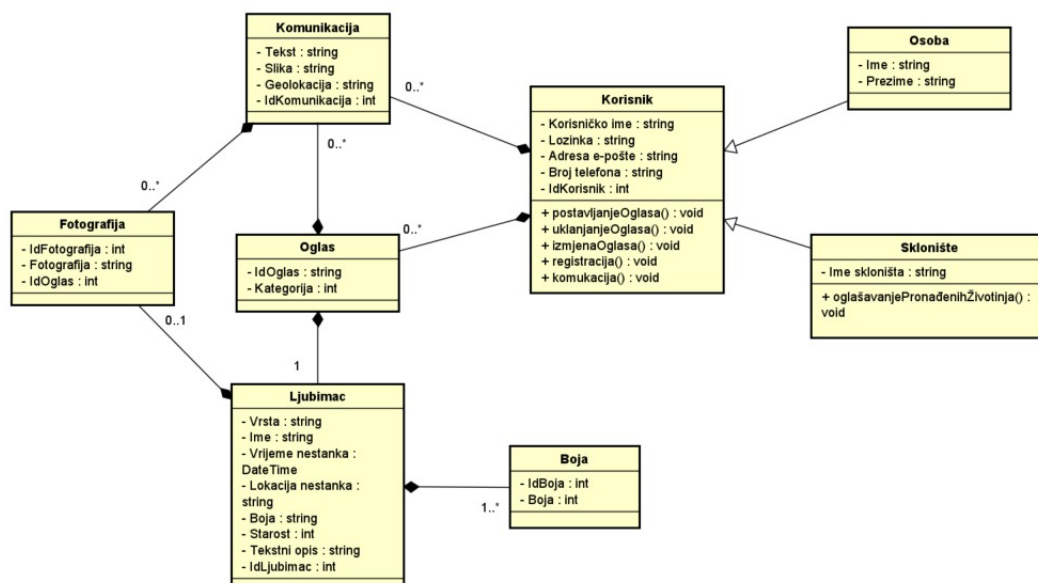 Komunikacija
- Tekst : string
- Slika : string
- Geolokacija : string
- IdKomunikacija : int
0..*
0..*
0..*
Osoba
- Ime : string
- Prezime : string
Korisnik
- Korisničko ime : string
- Lozinka : string
- Adresa e-pošte : string
- Broj telefona : string
- IdKorisnik : int
+ postavljanjeOglasa() : void
+ uklanjanjeOglasa() : void
+ izmjenaOglasa() : void
+ registracija() : void
+ komukacija() : void
Fotografija
- IdFotografija : int
- Fotografija : string
- IdOglas : int
0..1
Oglas
- IdOglas : string
- Kategorija : int
0..*
1
Sklonište
- Ime skloništa : string
+ oglašavanjePronađenihŽivotinja() :
void
Ljubimac
- Vrsta : string
- Ime : string
- Vrijeme nestanka :
DateTime
- Lokacija nestanka :
string
- Boja : string
- Starost : int
- Tekstni opis : string
- IdLjubimac : int
Boja
- IdBoja : int
- Boja : int
1..*